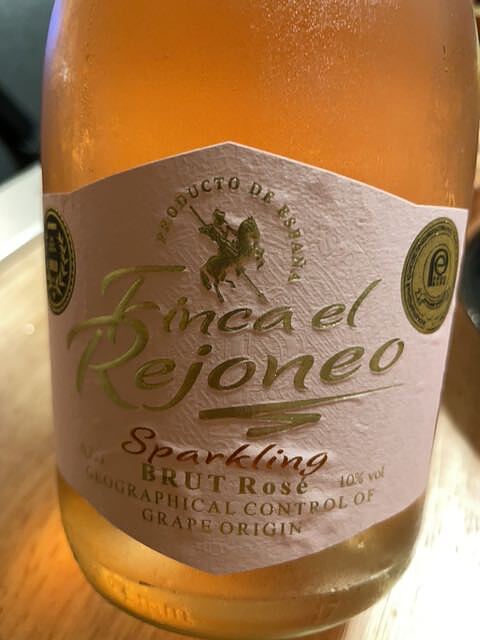 PRODUCTO DE ESPAÑA
Finca el
Rejoneo
Sparkling
BRUT Rosé
10% vol
GEOGRAPHICAL CONTROL OF
GRAPE ORIGIN